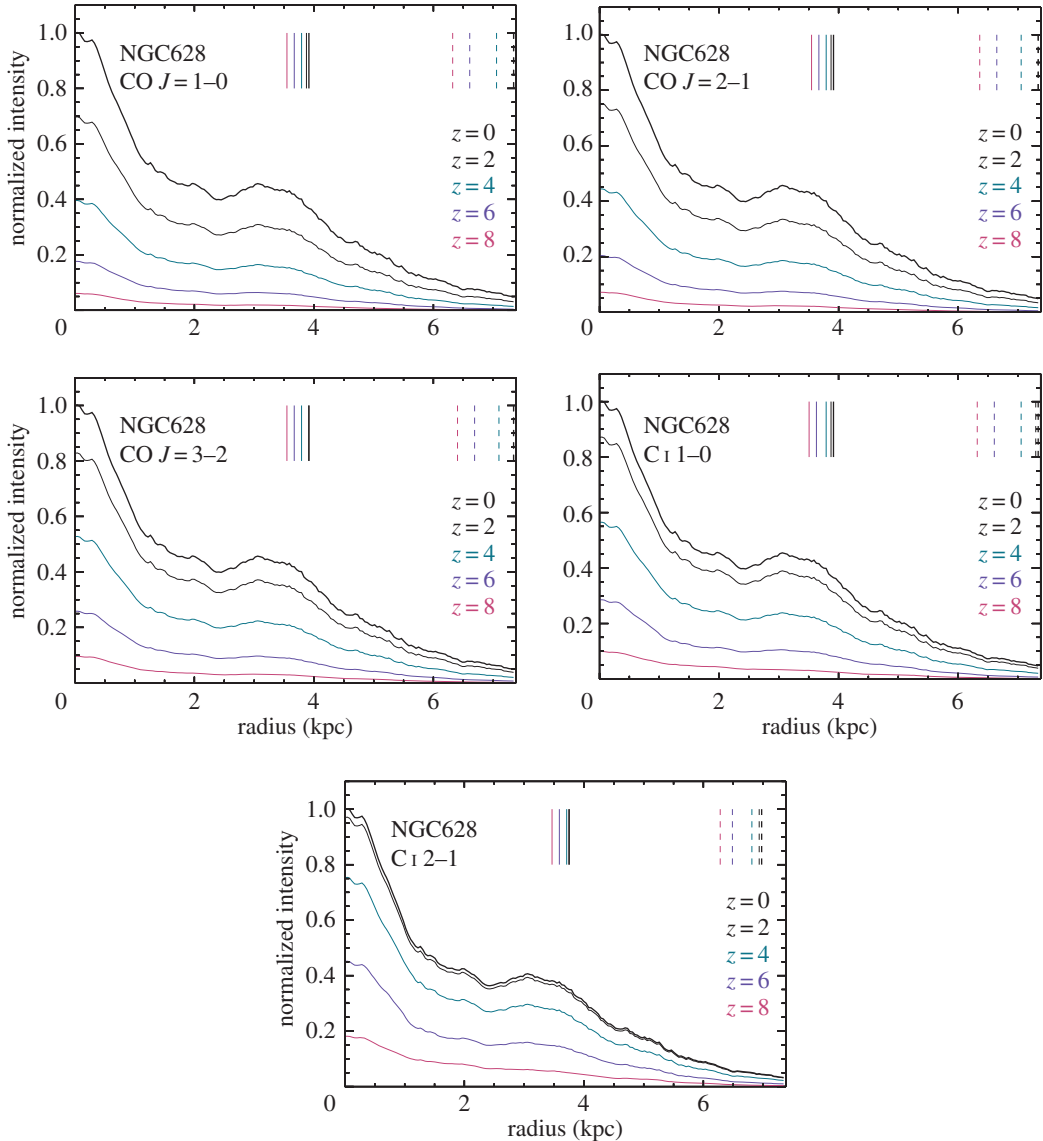 NGC628
CO J = 1–0
normalized intensity
1.0
0.8
0.6
0.4
0.2
0
0
2
4
6
z = 0
z = 2
z = 4
z = 6
z = 8
NGC628
CO J = 2–1
1.0
0.8
0.6
0.4
0.2
0
2
4
6
z = 0
z = 2
z = 4
z = 6
z = 8
NGC628
CO J = 3–2
normalized intensity
1.0
0.8
0.6
0.4
0.2
0
2
4
6
radius (kpc)
z = 0
z = 2
z = 4
z = 6
z = 8
NGC628
C I 1–0
1.0
0.8
0.6
0.4
0.2
0
2
4
6
radius (kpc)
z = 0
z = 2
z = 4
z = 6
z = 8
NGC628
C I 2–1
normalized intensity
1.0
0.8
0.6
0.4
0.2
0
2
4
6
radius (kpc)
z = 0
z = 2
z = 4
z = 6
z = 8